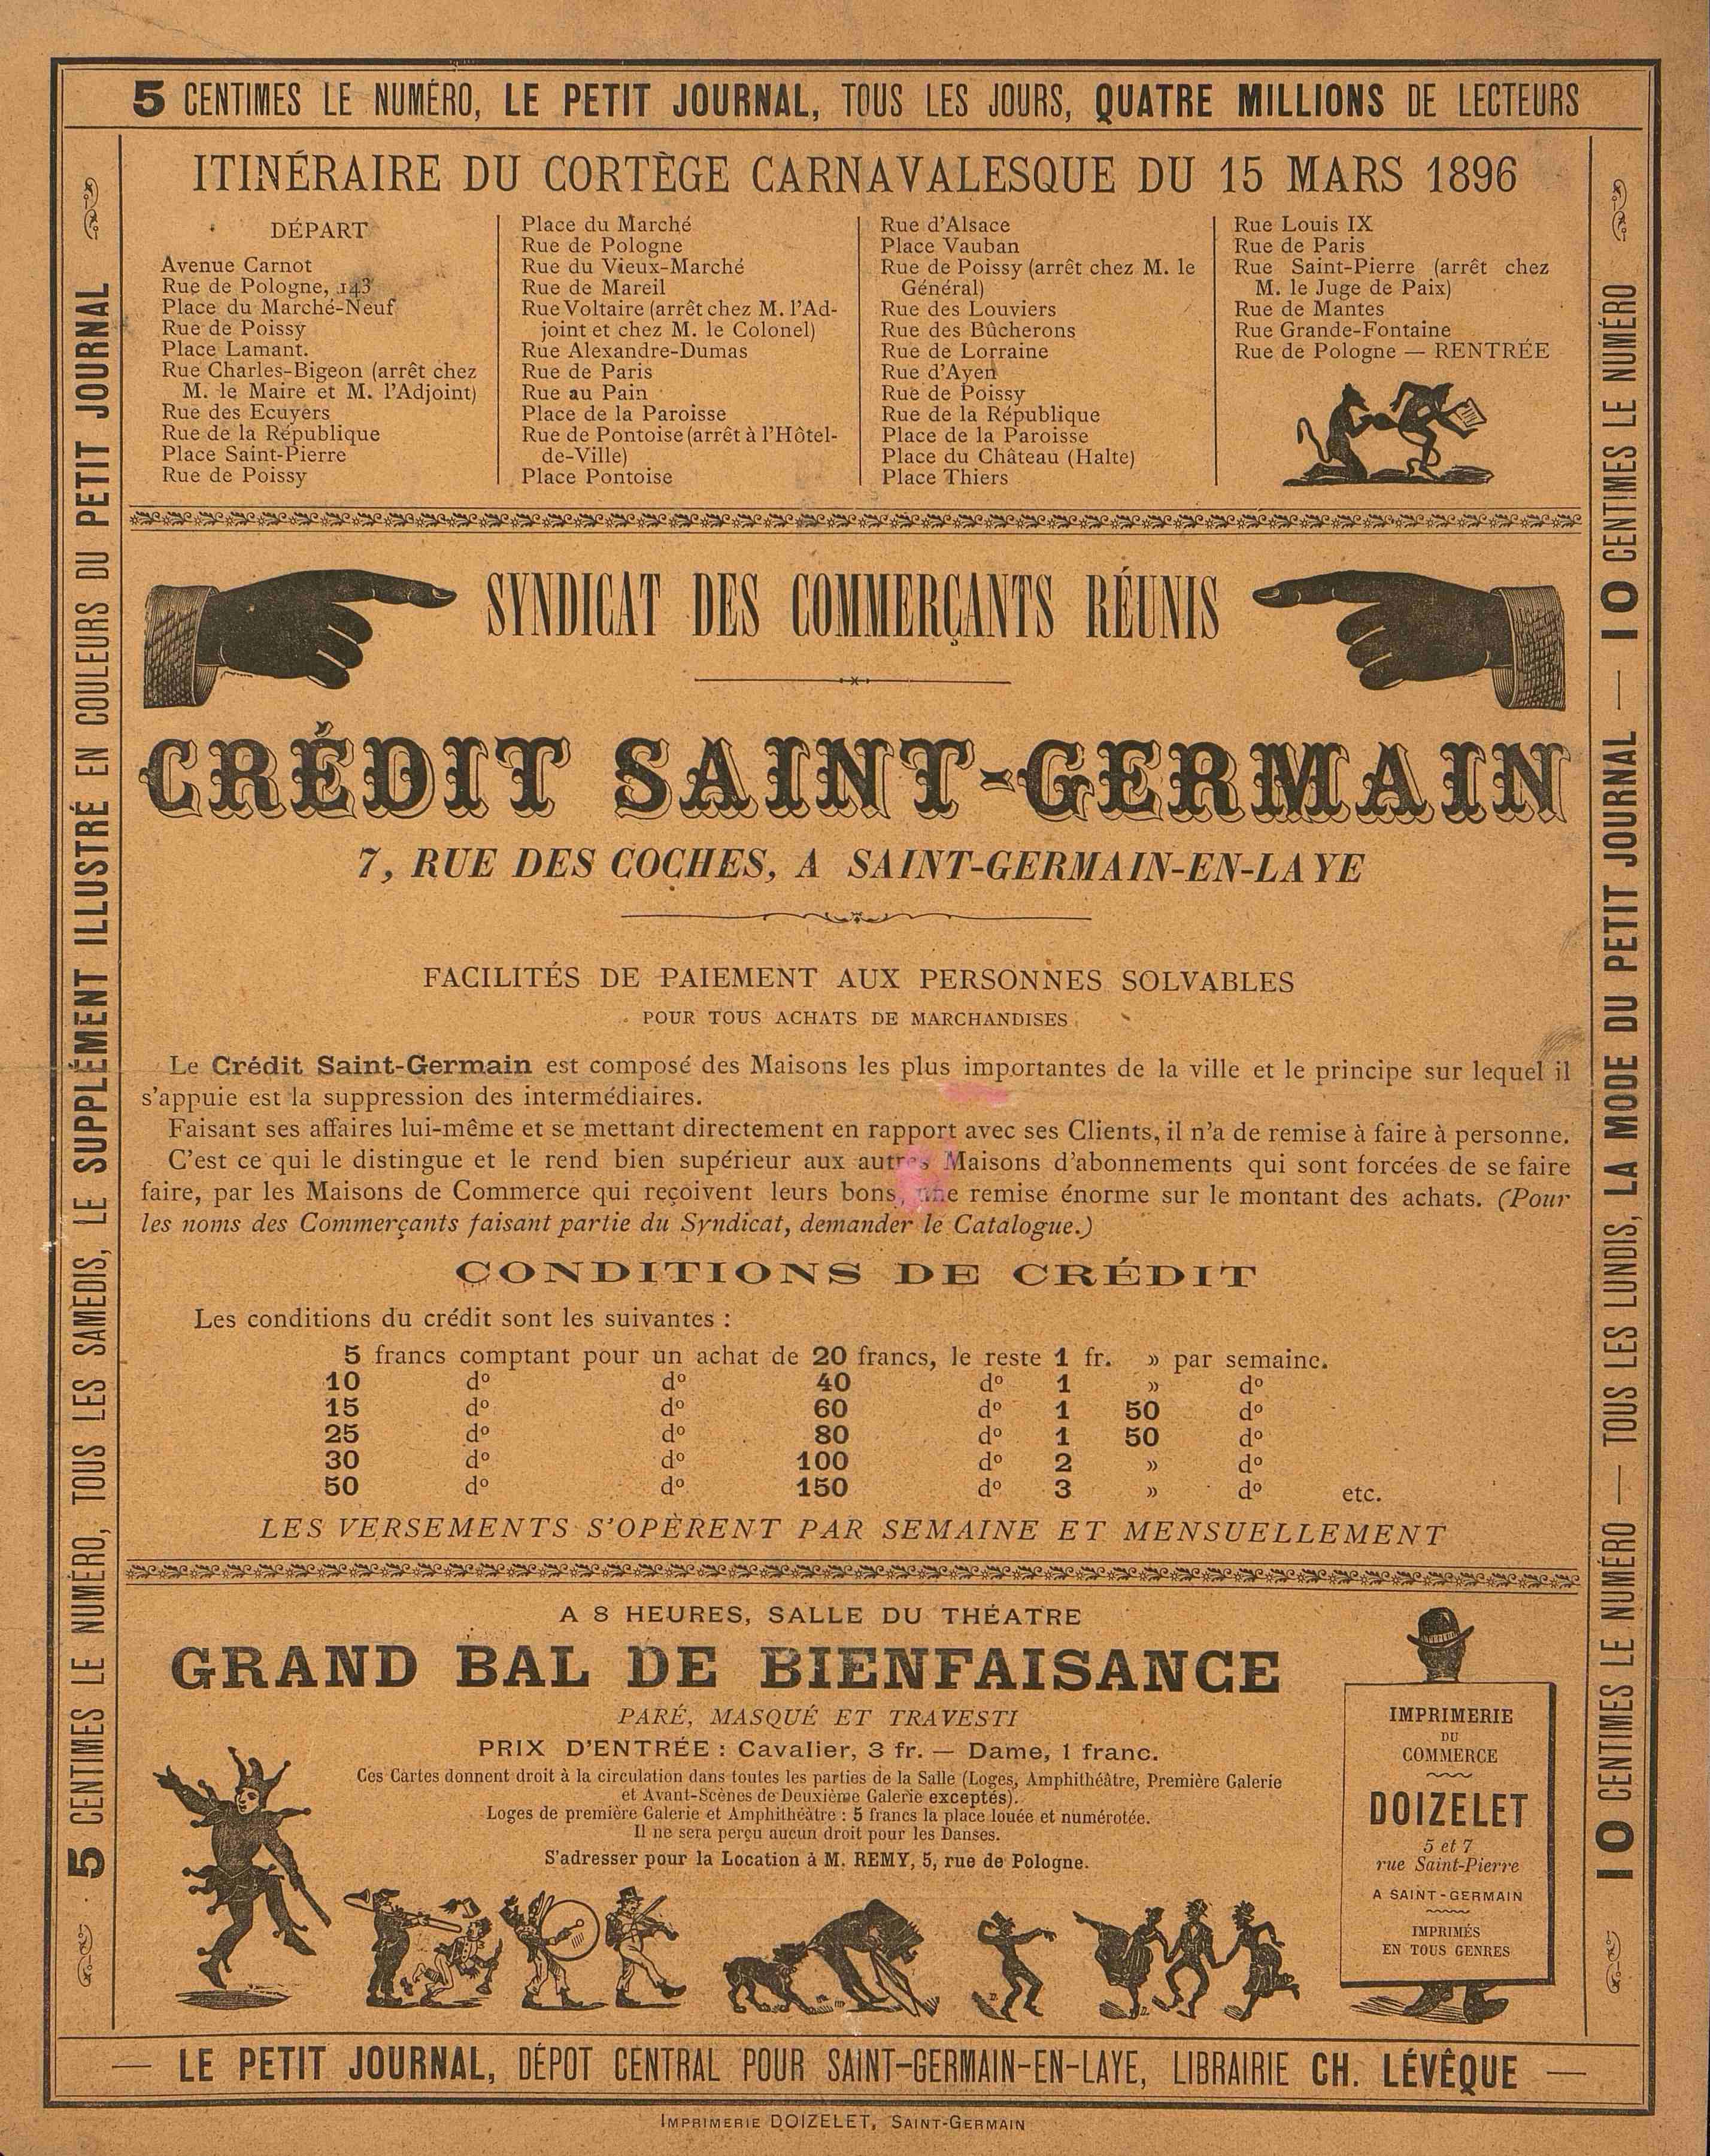 5 CENTIMES LE NUMÉRO, LE PETIT JOURNAL, TOUS LES JOURS, QUATRE MILLIONS DE LECTEURS
5 CENTIMES LE NUMÉRO, TOUS LES SAMEDIS, LE SUPPLÉMENT ILLUSTRÉ EN COULEURS DU PETIT JOURNAL
ITINÉRAIRE DU CORTÈGE CARNAVALESQUE DU 15 MARS 1896
DÉPART
Avenue Carnot
Rue de Pologne, 143
Place du Marché-Neuf
Rue de Poissy
Place Lamant.
Rue Charles-Bigeon (arrêt chez
M. le Maire et M. l'Adjoint)
Rue des Ecuyers
Rue de la République
Place Saint-Pierre
Rue de Poissy
Place du Marché
Rue de Pologne
Rue du Vieux-Marché
Rue de Mareil
Rue Voltaire (arrêt chez M. l'Ad-
joint et chez M. le Colonel)
Rue Alexandre-Dumas
Rue de Paris
Rue au Pain
Place de la Paroisse
Rue de Pontoise (arrêt à l'Hôtel-
de-Ville)
Place Pontoise
Rue d'Alsace
Place Vauban
Rue de Poissy (arrêt chez M. le
Général)
Rue des Louviers
Rue des Bûcherons
Rue de Lorraine
Rue d'Ayen
Rue de Poissy
Rue de la République
Place de la Paroisse
Place du Château (Halte)
Place Thiers
Rue Louis IX
Rue de Paris
Rue Saint-Pierre (arrêt chez
M. le Juge de Paix)
Rue de Mantes
Rue Grande-Fontaine
Rue de Pologne — RENTRÉE
SYNDICAT DES COMMERÇANTS RÉUNIS
CRÉDIT SAINT-GERMAIN
7, RUE DES COCHES, A SAINT-GERMAIN-EN-LAYE
FACILITÉS DE PAIEMENT AUX PERSONNES SOLVABLES
POUR TOUS ACHATS DE MARCHANDISES
Le Crédit Saint-Germain est composé des Maisons les plus importantes de la ville et le principe sur lequel il
s'appuie est la suppression des intermédiaires.
Faisant ses affaires lui-même et se mettant directement en rapport avec ses Clients, il n'a de remise à faire à personne.
C'est ce qui le distingue et le rend bien supérieur aux autres Maisons d'abonnements qui sont forcées de se faire
faire, par les Maisons de Commerce qui reçoivent leurs bons, une remise énorme sur le montant des achats. (Pour
les noms des Commerçants faisant partie du Syndicat, demander le Catalogue.)
CONDITIONS DE CRÉDIT
Les conditions du crédit sont les suivantes :
5 francs comptant pour un achat de 20 francs, le reste 1 fr. » par semaine.
10 dº dº 40 dº 1 » dº
15 dº dº 60 dº 1 50 dº
25 dº dº 80 dº 1 50 dº
30 dº dº 100 dº 2 » dº
50 dº dº 150 dº 3 » dº etc.
LES VERSEMENTS S'OPÈRENT PAR SEMAINE ET MENSUELLEMENT
A 8 HEURES, SALLE DU THÉATRE
GRAND BAL DE BIENFAISANCE
PARÉ, MASQUÉ ET TRAVESTI
PRIX D'ENTRÉE : Cavalier, 3 fr. — Dame, 1 franc.
Ces Cartes donnent droit à la circulation dans toutes les parties de la Salle (Loges, Amphithéâtre, Première Galerie
et Avant-Scènes de Deuxième Galerie exceptés).
Loges de première Galerie et Amphithéâtre : 5 francs la place louée et numérotée.
Il ne sera perçu aucun droit pour les Danses.
S'adresser pour la Location à M. REMY, 5, rue de Pologne.
IMPRIMERIE
DU
COMMERCE
DOIZELET
5 et 7
rue Saint-Pierre
A SAINT-GERMAIN
IMPRIMÉS
EN TOUS GENRES
10 CENTIMES LE NUMÉRO — TOUS LES LUNDIS, LA MODE DU PETIT JOURNAL — 10 CENTIMES LE NUMÉRO
— LE PETIT JOURNAL, DÉPOT CENTRAL POUR SAINT-GERMAIN-EN-LAYE, LIBRAIRIE CH. LÉVÊQUE —
IMPRIMERIE DOIZELET, SAINT-GERMAIN